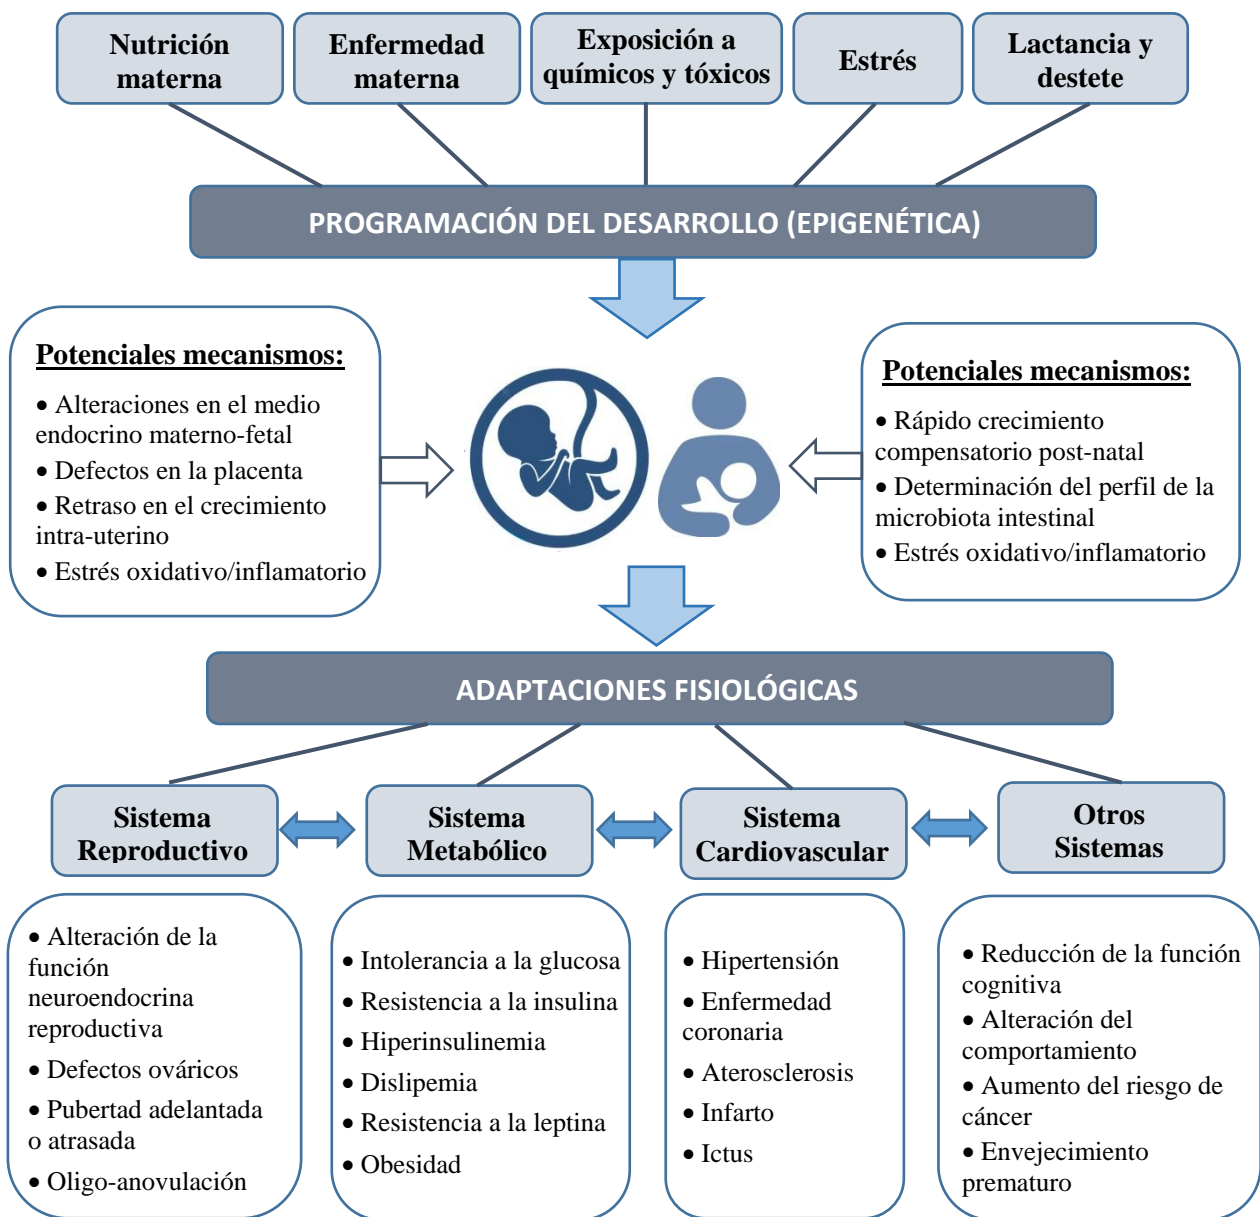 Nutrición
materna
Enfermedad
materna
Exposición a
químicos y tóxicos
Estrés
Lactancia y
destete
PROGRAMACIÓN DEL DESARROLLO (EPIGENÉTICA)
Potenciales mecanismos:
• Alteraciones en el medio
endocrino materno-fetal
• Defectos en la placenta
• Retraso en el crecimiento
intra-uterino
• Estrés oxidativo/inflamatorio
Potenciales mecanismos:
• Rápido crecimiento
compensatorio post-natal
• Determinación del perfil de la
microbiota intestinal
• Estrés oxidativo/inflamatorio
ADAPTACIONES FISIOLÓGICAS
Sistema
Reproductivo
Sistema
Metabólico
Sistema
Cardiovascular
Otros
Sistemas
• Alteración de la
función
neuroendocrina
reproductiva
• Defectos ováricos
• Pubertad adelantada
o atrasada
• Oligo-anovulación
• Intolerancia a la glucosa
• Resistencia a la insulina
• Hiperinsulinemia
• Dislipemia
• Resistencia a la leptina
• Obesidad
• Hipertensión
• Enfermedad
coronaria
• Aterosclerosis
• Infarto
• Ictus
• Reducción de la función
cognitiva
• Alteración del
comportamiento
• Aumento del riesgo de
cáncer
• Envejecimiento
prematuro